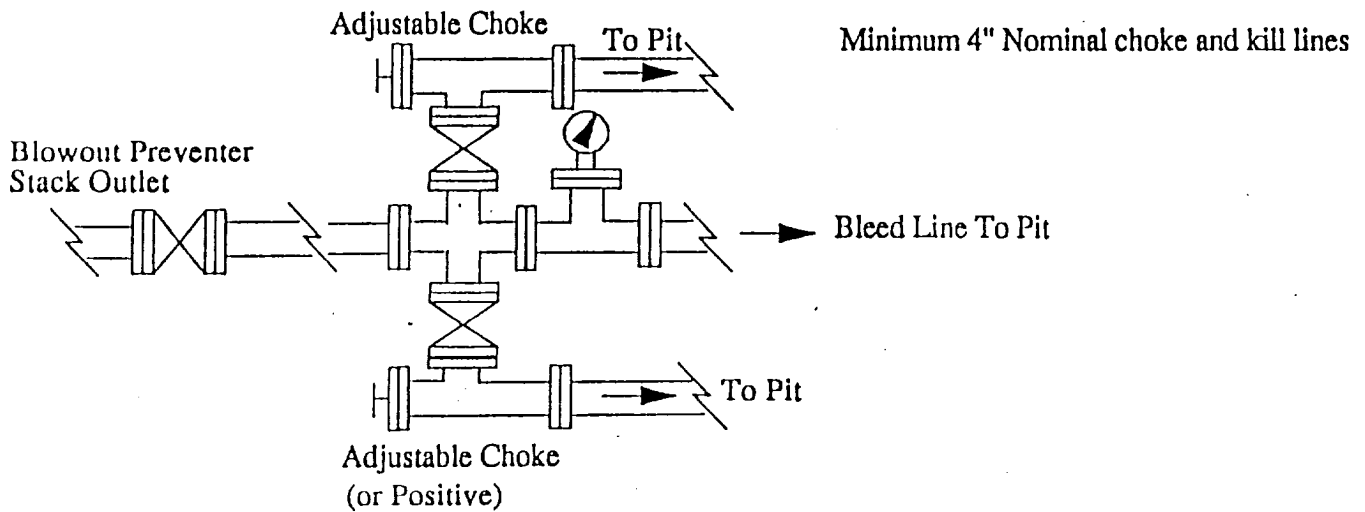 Adjustable Choke
To Pit
Minimum 4" Nominal choke and kill lines
Blowout Preventer
Stack Outlet
Bleed Line To Pit
To Pit
Adjustable Choke
(or Positive)